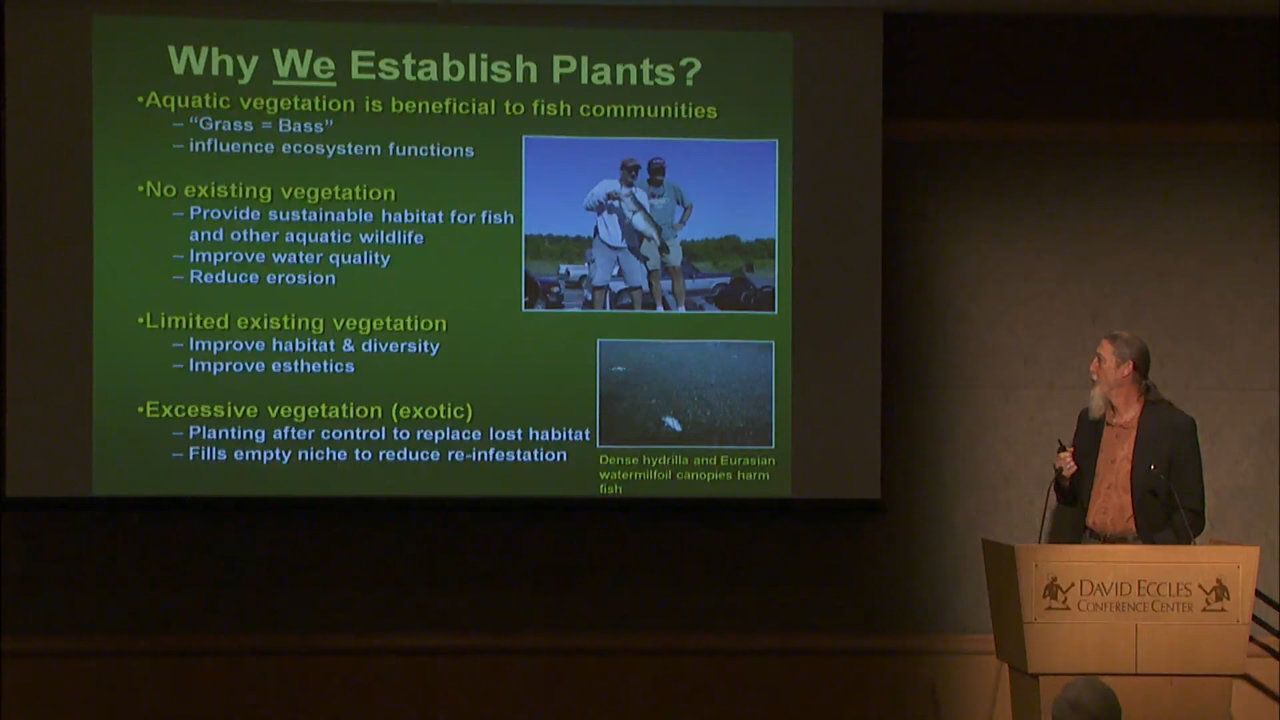 Why We Establish Plants?
•Aquatic vegetation is beneficial to fish communities
– “Grass = Bass”
– influence ecosystem functions
•No existing vegetation
– Provide sustainable habitat for fish
and other aquatic wildlife
– Improve water quality
– Reduce erosion
•Limited existing vegetation
– Improve habitat & diversity
– Improve esthetics
•Excessive vegetation (exotic)
– Planting after control to replace lost habitat
– Fills empty niche to reduce re-infestation
Dense hydrilla and Eurasian
watermilfoil canopies harm
fish
DAVID ECCLES
CONFERENCE CENTER